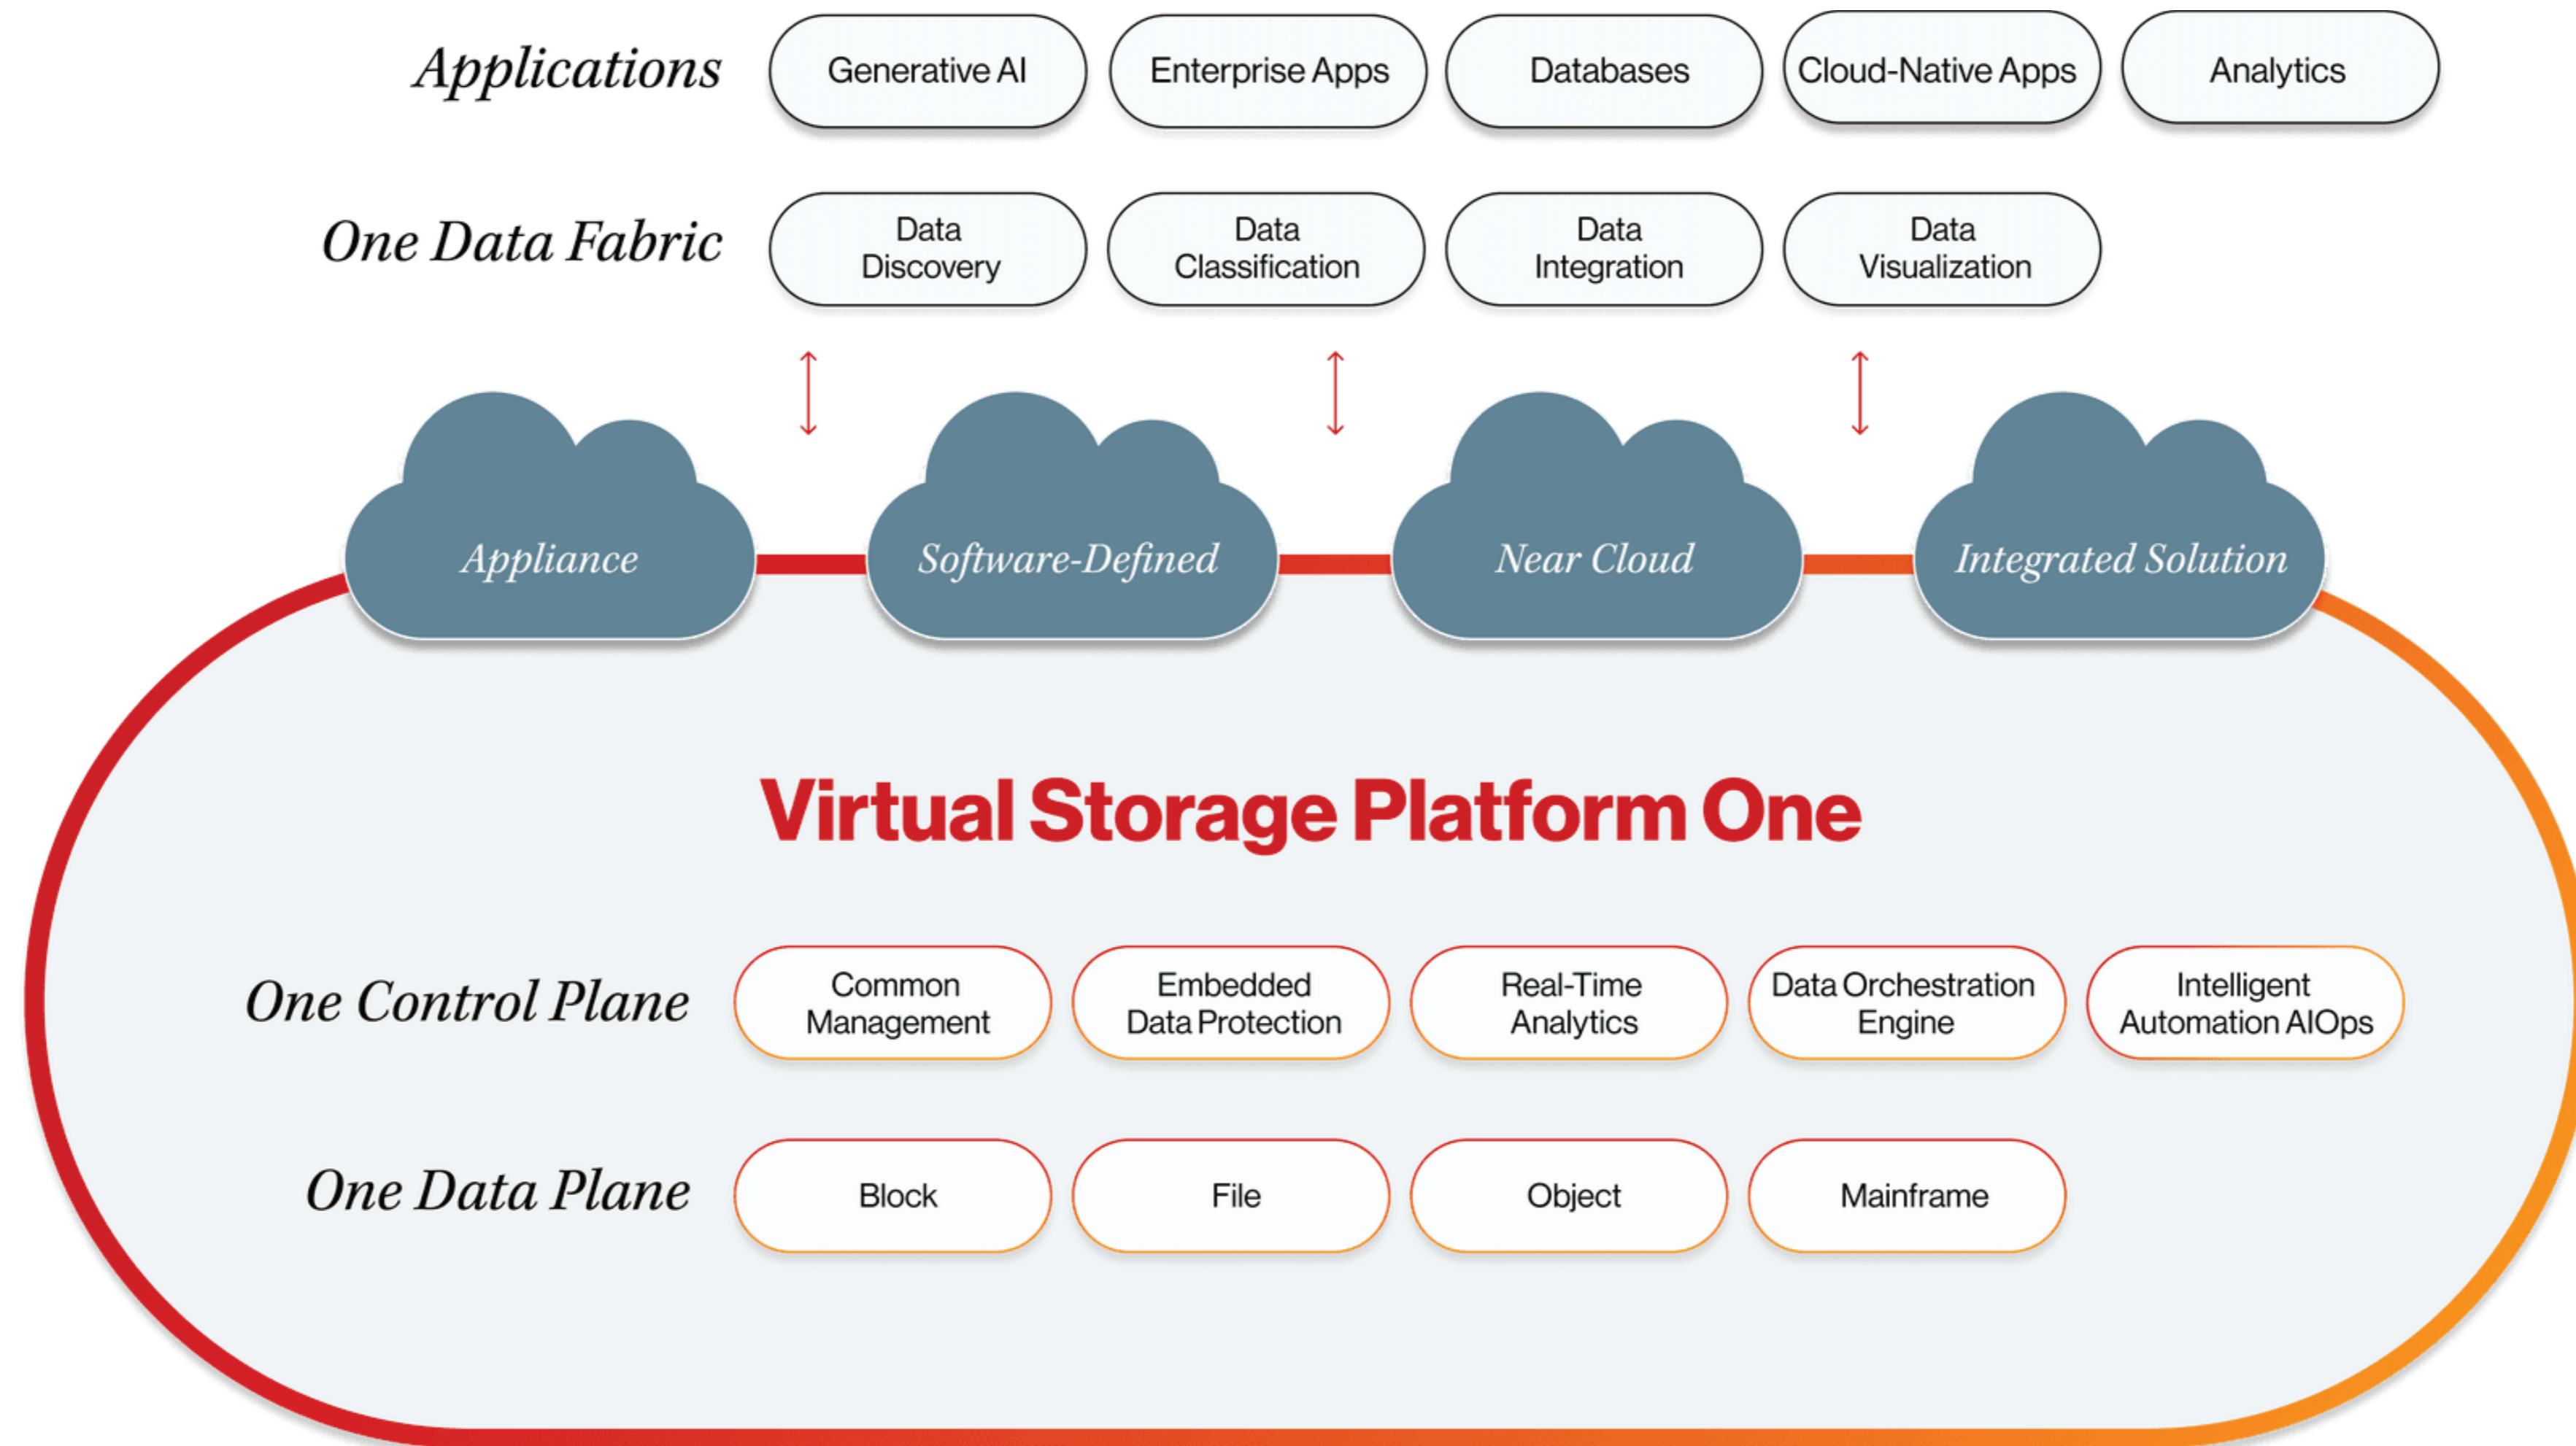 Applications
Generative AI
Enterprise Apps
Databases
Cloud-Native Apps
Analytics
One Data Fabric
Data
Discovery
Data
Classification
Data
Integration
Data
Visualization
Appliance
Software-Defined
Near Cloud
Integrated Solution
Virtual Storage Platform One
One Control Plane
Common
Management
Embedded
Data Protection
Real-Time
Analytics
Data Orchestration
Engine
Intelligent
Automation AIOps
One Data Plane
Block
File
Object
Mainframe